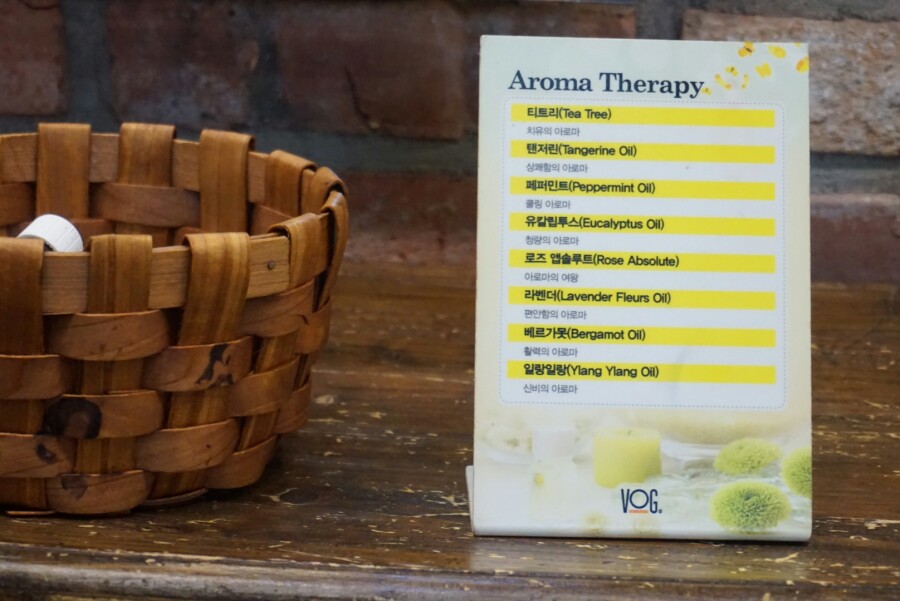 Aroma Therapy
티트리(Tea Tree)
치유의 아로마
탠저린(Tangerine Oil)
상쾌함의 아로마
페퍼민트(Peppermint Oil)
쿨링 아로마
유칼립투스(Eucalyptus Oil)
청량의 아로마
로즈 앱솔루트(Rose Absolute)
아로마의 여왕
라벤더(Lavender Fleurs Oil)
편안함의 아로마
베르가못(Bergamot Oil)
활력의 아로마
일랑일랑(Ylang Ylang Oil)
신비의 아로마
VOG.